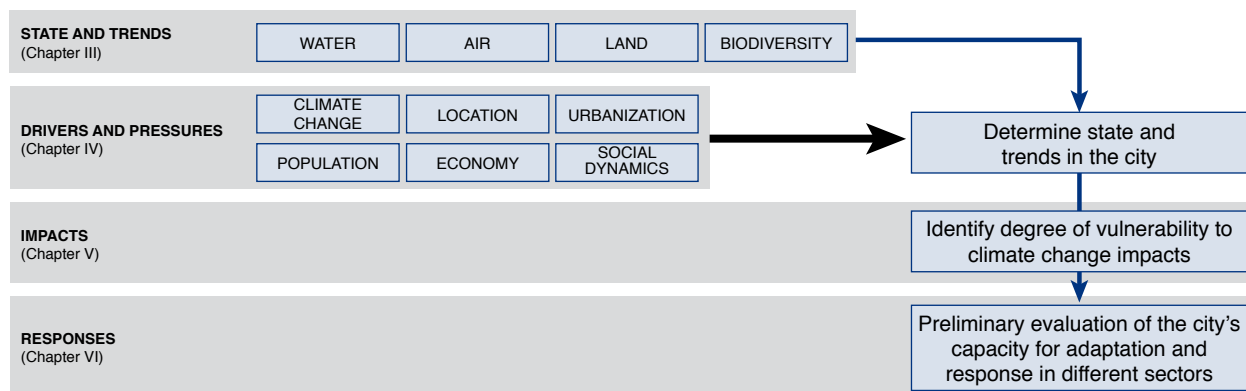 STATE AND TRENDS
(Chapter III)
WATER
AIR
LAND
BIODIVERSITY
DRIVERS AND PRESSURES
(Chapter IV)
CLIMATE
CHANGE
LOCATION
URBANIZATION
POPULATION
ECONOMY
SOCIAL
DYNAMICS
Determine state and
trends in the city
IMPACTS
(Chapter V)
Identify degree of vulnerability to
climate change impacts
RESPONSES
(Chapter VI)
Preliminary evaluation of the city's
capacity for adaptation and
response in different sectors